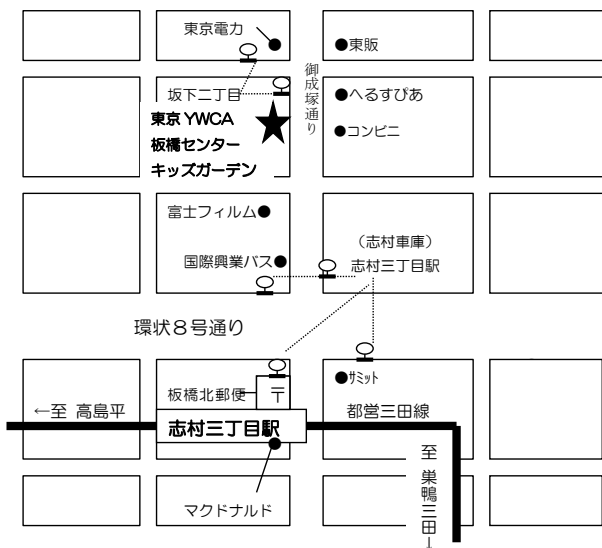 東京電力
東販
御成塚通り
坂下二丁目
へるすぴあ
東京 YWCA
板橋センター
キッズガーデン
コンビニ
富士フィルム
（志村車庫）
国際興業バス
志村三丁目駅
環状８号通り
サミット
板橋北郵便
〒
←至 高島平
都営三田線
志村三丁目駅
至 巣鴨三田→
マクドナルド